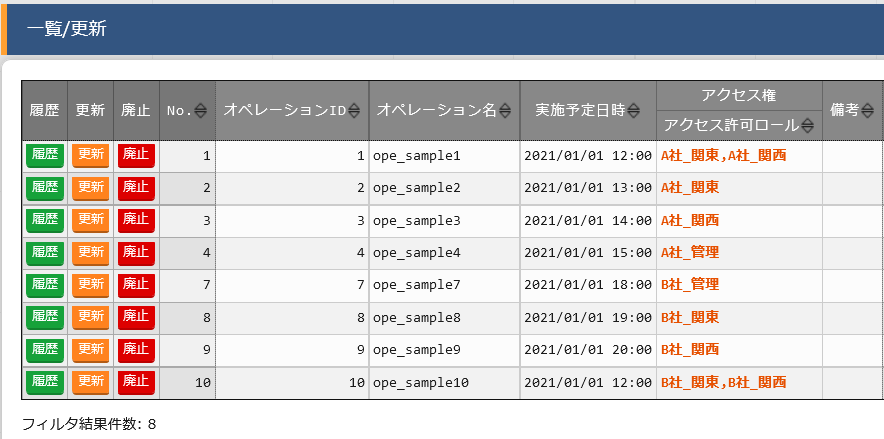 一覧/更新
履歴 更新 廃止 No. オペレーションID オペレーション名 実施予定日時 アクセス権 備考
アクセス許可ロール
履歴 更新 廃止 1 1 ope_sample1 2021/01/01 12:00 A社_関東,A社_関西
履歴 更新 廃止 2 2 ope_sample2 2021/01/01 13:00 A社_関東
履歴 更新 廃止 3 3 ope_sample3 2021/01/01 14:00 A社_関西
履歴 更新 廃止 4 4 ope_sample4 2021/01/01 15:00 A社_管理
履歴 更新 廃止 7 7 ope_sample7 2021/01/01 18:00 B社_管理
履歴 更新 廃止 8 8 ope_sample8 2021/01/01 19:00 B社_関東
履歴 更新 廃止 9 9 ope_sample9 2021/01/01 20:00 B社_関西
履歴 更新 廃止 10 10 ope_sample10 2021/01/01 12:00 B社_関東,B社_関西
フィルタ結果件数: 8